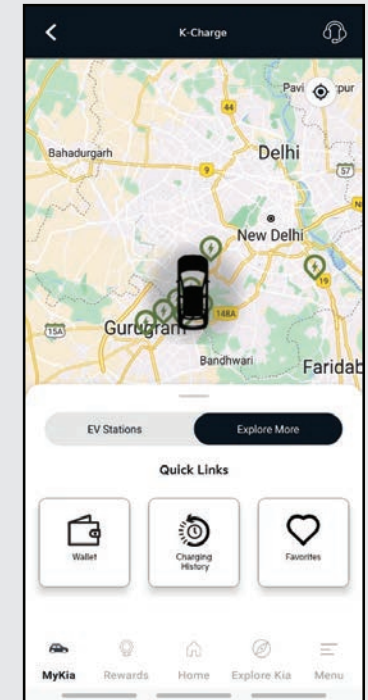 K-Charge
Pavi
pur
44
Bahadurgarh
Delhi
9
57
New Delhi
19
148A
15A
Gurugram
Bandhwari
Faridab
EV Stations
Explore More
Quick Links
Wallet
Charging
History
Favorites
MyKia
Rewards
Home
Explore Kia
Menu